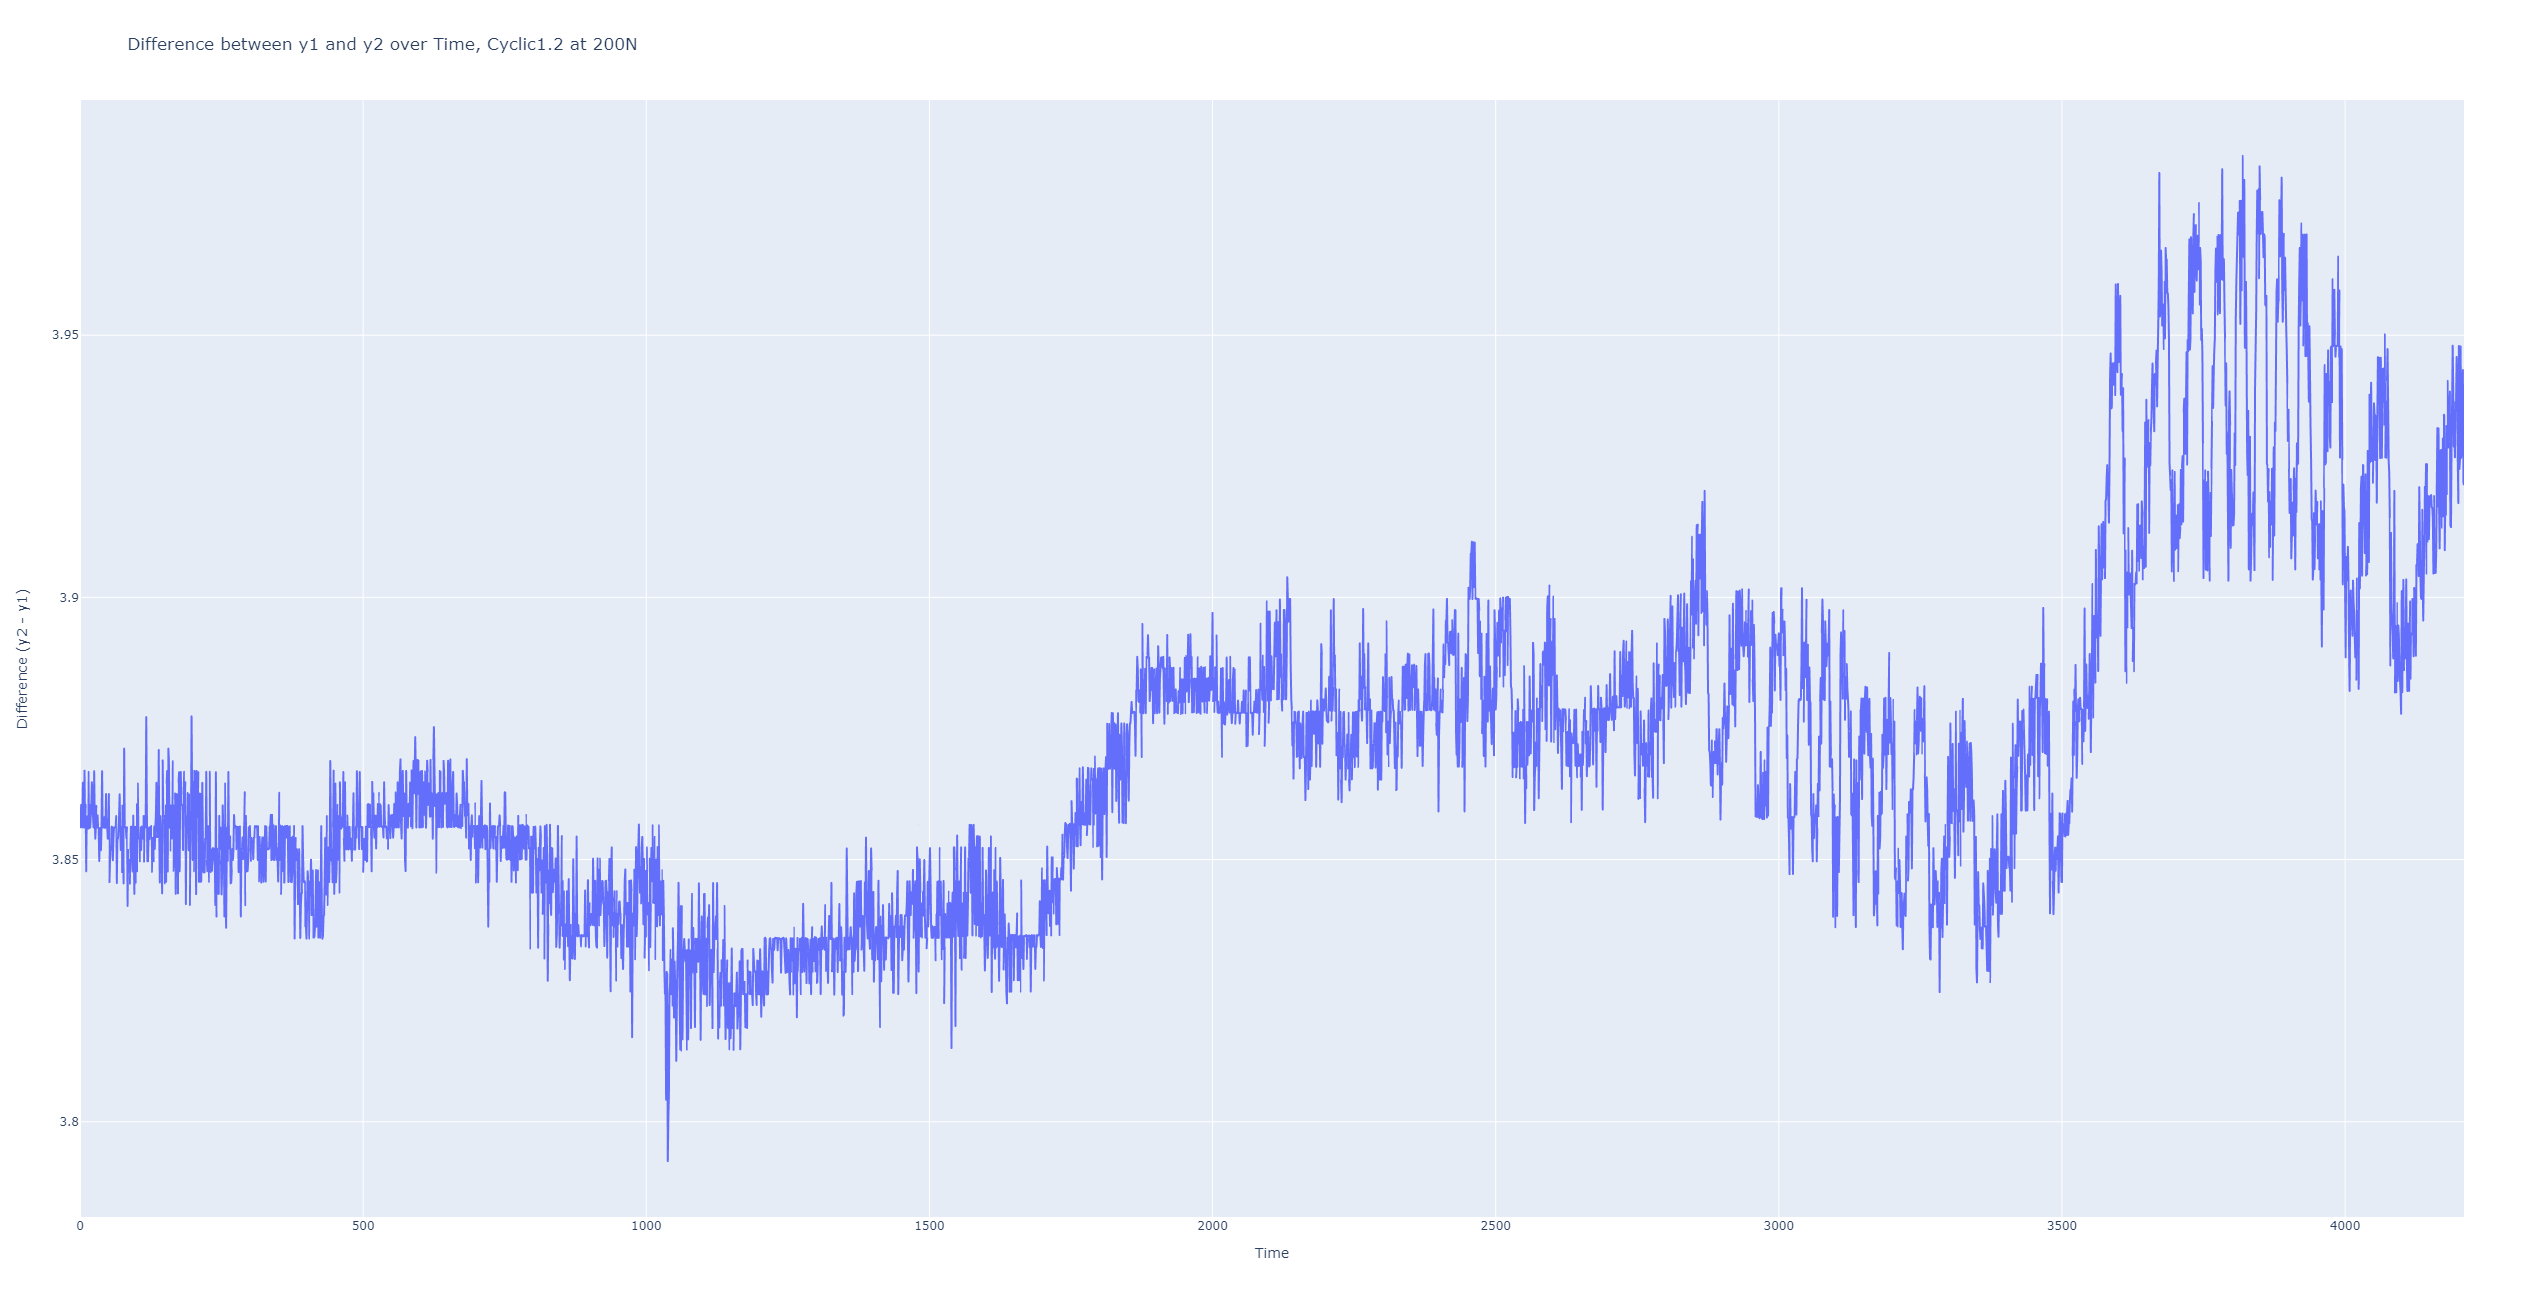 Difference between y1 and y2 over Time, Cyclic1.2 at 200N
Difference (y2 - y1)
3.95
3.9
3.85
3.8
0 500 1000 1500 2000 2500 3000 3500 4000
Time